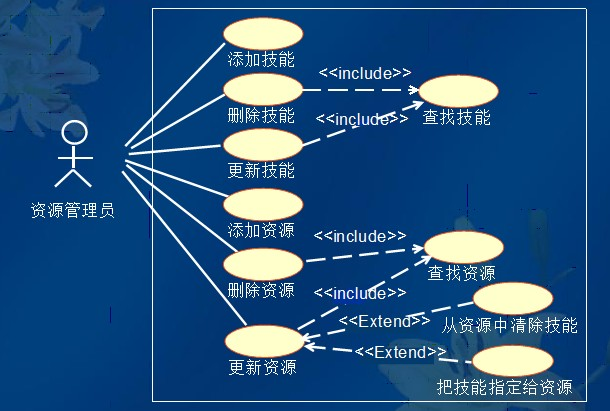 添加技能
<<include>>
删除技能
<<include>>
查找技能
更新技能
资源管理员
添加资源
<<include>>
查找资源
删除资源
<<include>>
<<Extend>>
从资源中清除技能
<<Extend>>
更新资源
把技能指定给资源